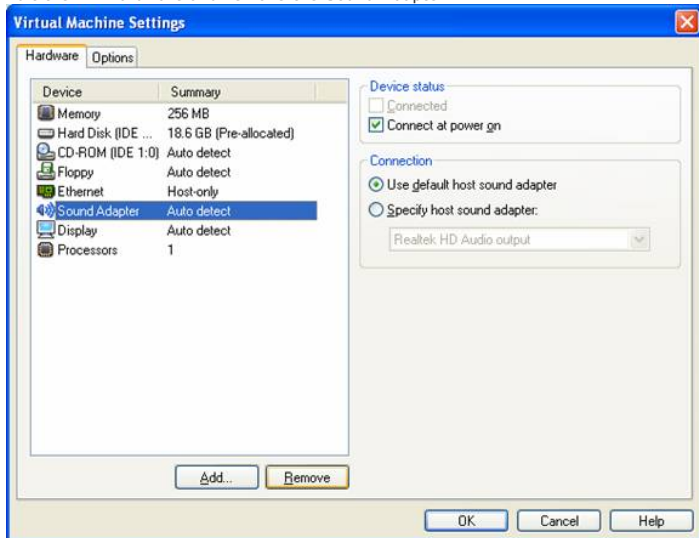 Virtual Machine Settings
Hardware Options
Device Summary
Memory 256 MB
Hard Disk (IDE ... 18.6 GB (Pre-allocated)
CD-ROM (IDE 1:0) Auto detect
Floppy Auto detect
Ethernet Host-only
Sound Adapter Auto detect
Display Auto detect
Processors 1
Add... Remove
Device status
Connected
Connect at power on
Connection
Use default host sound adapter
Specify host sound adapter:
Realtek HD Audio output
OK Cancel Help